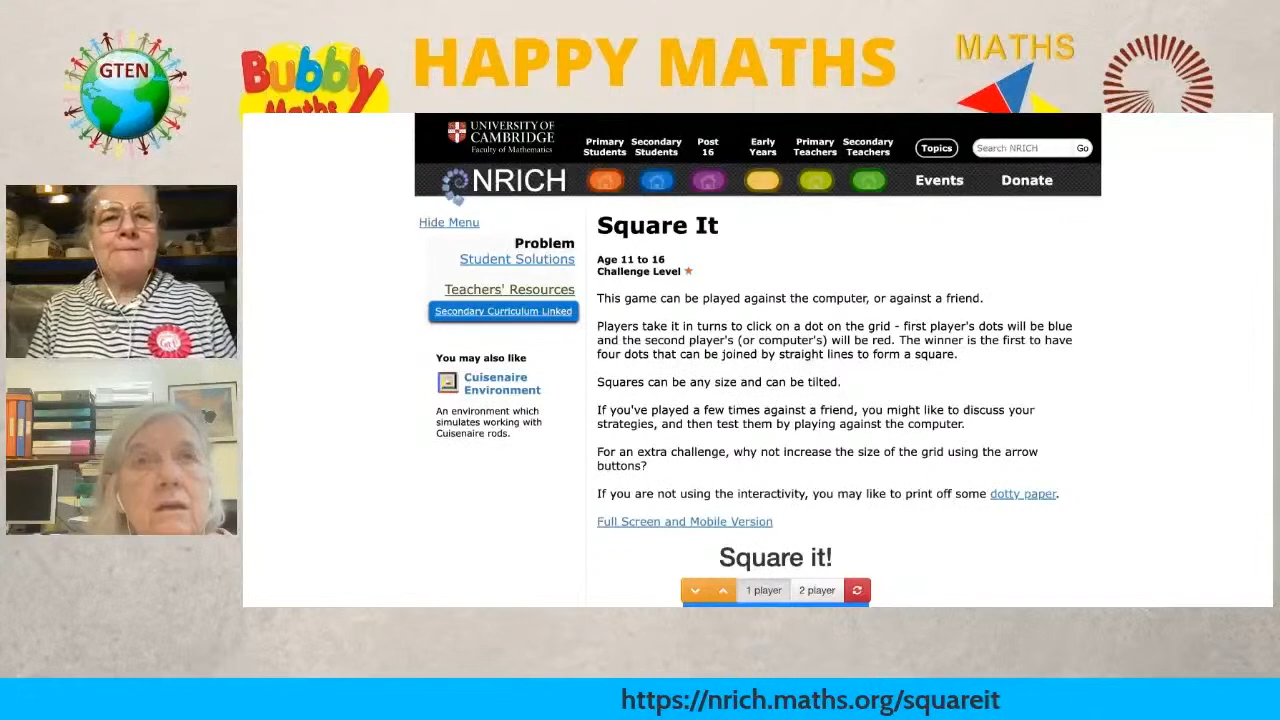 GTEN
Bubbly
Maths
HAPPY MATHS
MATHS
UNIVERSITY OF
CAMBRIDGE
Faculty of Mathematics
Primary
Students
Secondary
Students
Post
16
Early
Years
Primary
Teachers
Secondary
Teachers
Topics
Search NRICH
Go
NRICH
Events
Donate
Hide Menu
Problem
Student Solutions
Teachers' Resources
Secondary Curriculum Linked
You may also like
Cuisenaire
Environment
An environment which
simulates working with
Cuisenaire rods.
Square It
Age 11 to 16
Challenge Level
This game can be played against the computer, or against a friend.
Players take it in turns to click on a dot on the grid - first player's dots will be blue
and the second player's (or computer's) will be red. The winner is the first to have
four dots that can be joined by straight lines to form a square.
Squares can be any size and can be tilted.
If you've played a few times against a friend, you might like to discuss your
strategies, and then test them by playing against the computer.
For an extra challenge, why not increase the size of the grid using the arrow
buttons?
If you are not using the interactivity, you may like to print off some dotty paper.
Full Screen and Mobile Version
Square it!
1 player
2 player
https://nrich.maths.org/squareit